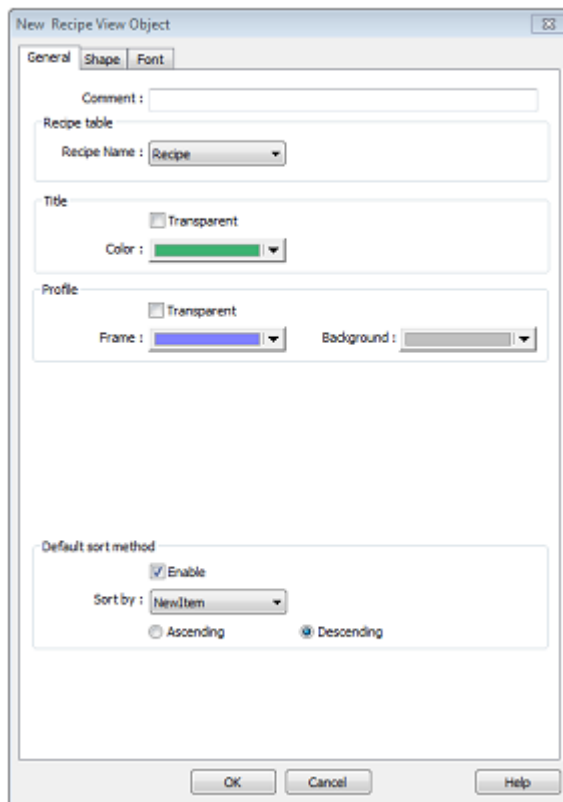 New Recipe View Object
General Shape Font
Comment :
Recipe table
Recipe Name : Recipe
Title
Transparent
Color :
Profile
Transparent
Frame : Background :
Default sort method
Enable
Sort by : NewItem
Ascending Descending
OK Cancel Help